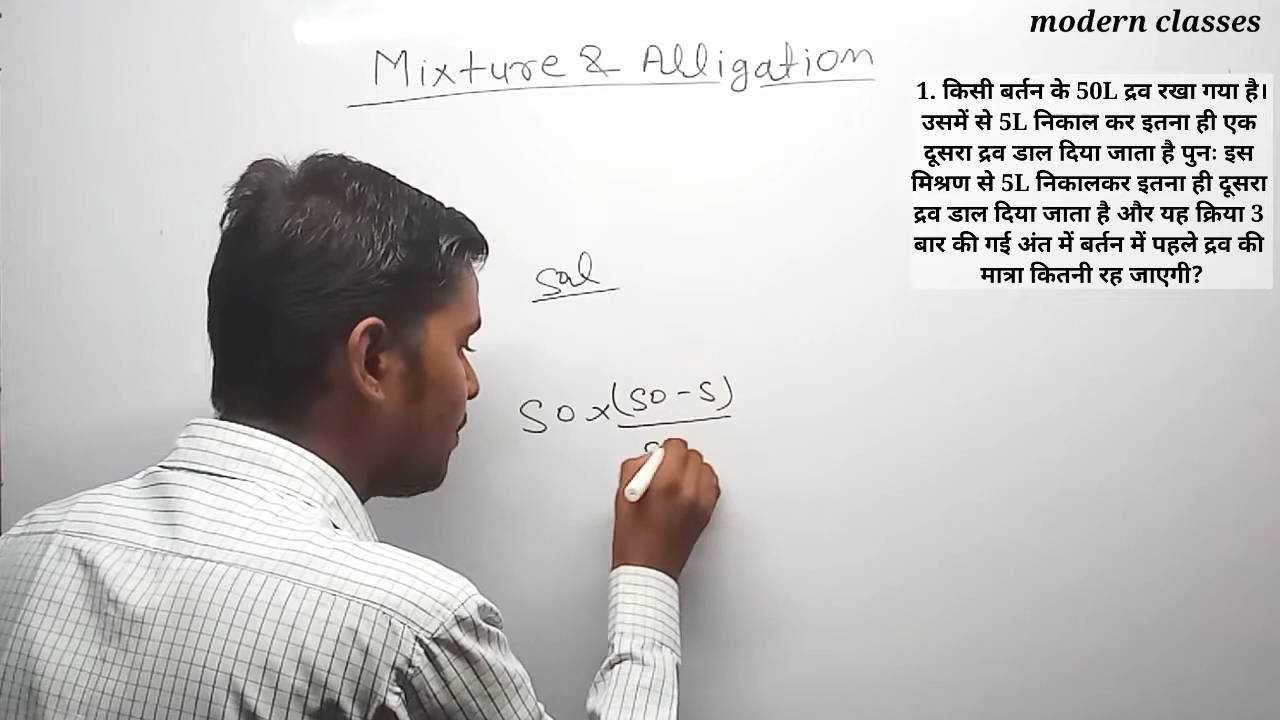 modern classes
Mixture & Alligation
1. किसी बर्तन के 50L द्रव रखा गया है।
उसमें से 5L निकाल कर इतना ही एक
दूसरा द्रव डाल दिया जाता है पुनः इस
मिश्रण से 5L निकालकर इतना ही दूसरा
द्रव डाल दिया जाता है और यह क्रिया 3
बार की गई अंत में बर्तन में पहले द्रव की
मात्रा कितनी रह जाएगी?
Sol
50 x (50 - 5)